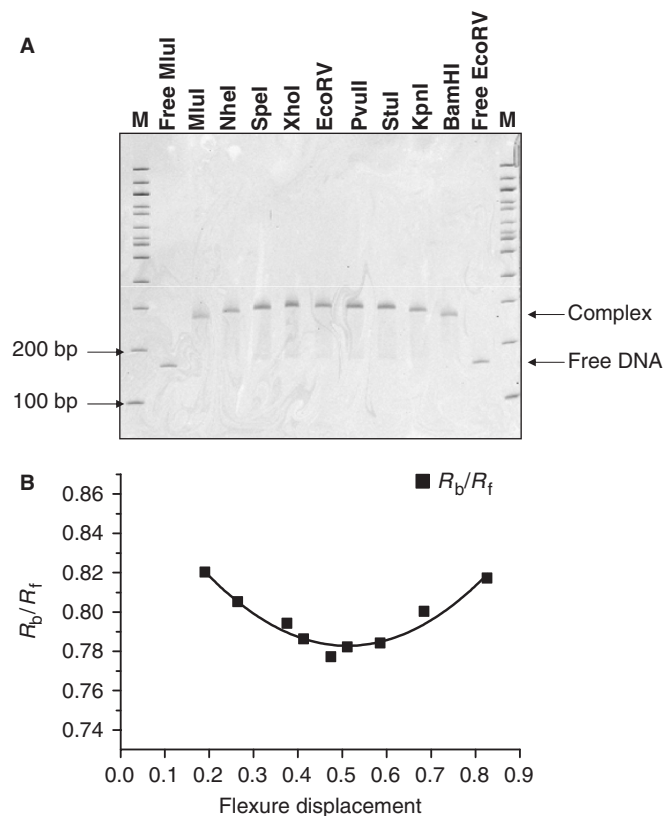 A
M
Free MluI
MluI
NheI
SpeI
XhoI
EcoRV
PvuII
StuI
KpnI
BamHI
Free EcoRV
M
Complex
200 bp
Free DNA
100 bp
B
Rb/Rf
0.86
0.84
0.82
0.80
0.78
0.76
0.74
Rb/Rf
0.0 0.1 0.2 0.3 0.4 0.5 0.6 0.7 0.8 0.9
Flexure displacement